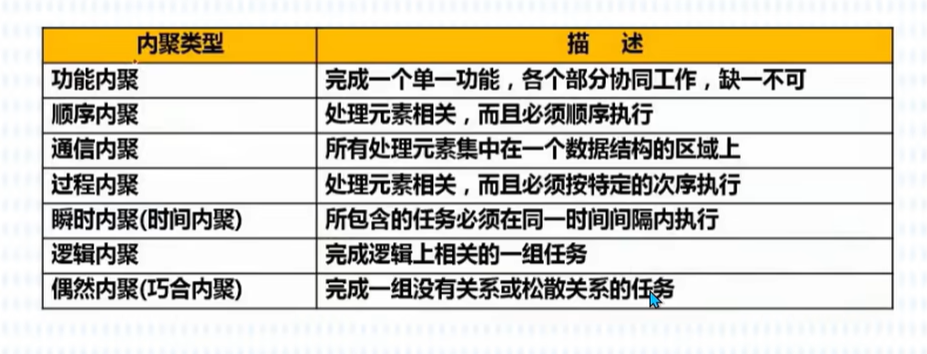 内聚类型 描 述
功能内聚 完成一个单一功能，各个部分协同工作，缺一不可
顺序内聚 处理元素相关，而且必须顺序执行
通信内聚 所有处理元素集中在一个数据结构的区域上
过程内聚 处理元素相关，而且必须按特定的次序执行
瞬时内聚(时间内聚) 所包含的任务必须在同一时间间隔内执行
逻辑内聚 完成逻辑上相关的一组任务
偶然内聚(巧合内聚) 完成一组没有关系或松散关系的任务